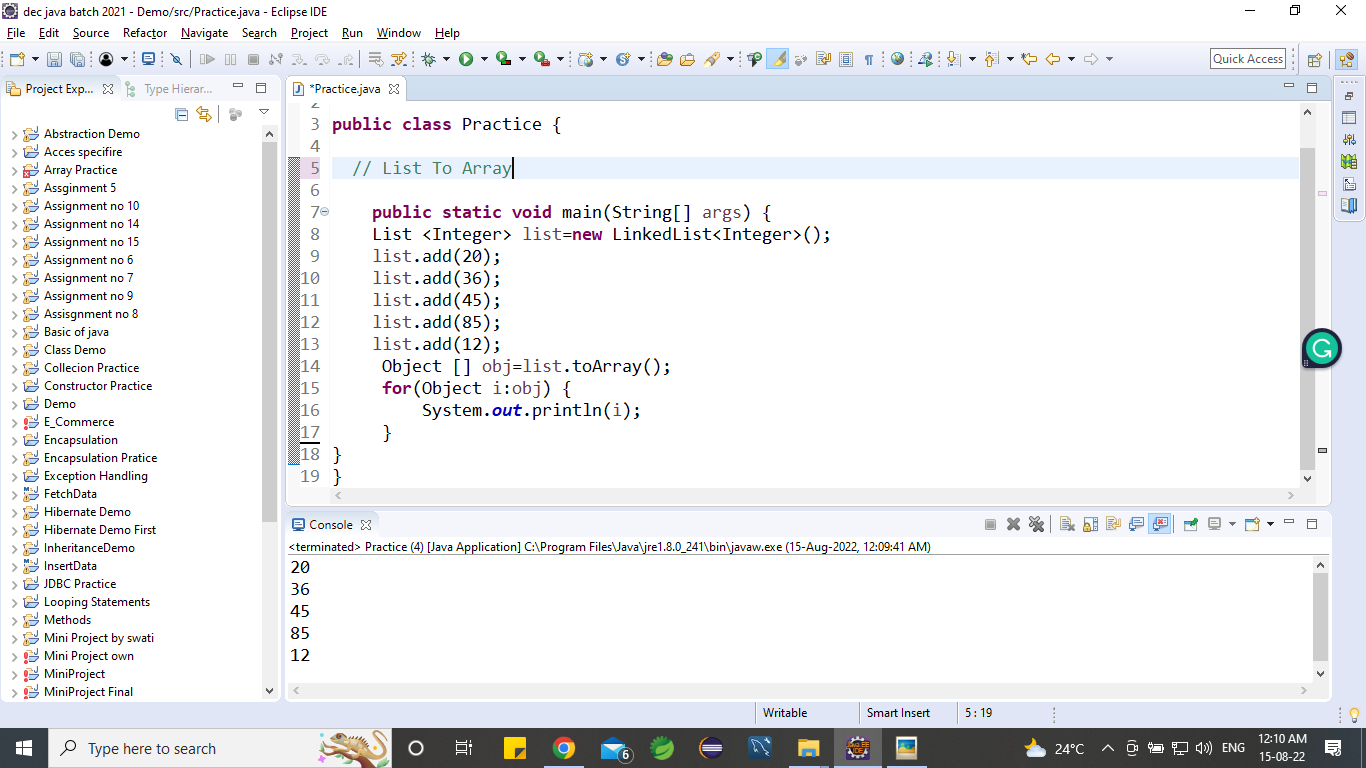 dec java batch 2021 - Demo/src/Practice.java - Eclipse IDE
File Edit Source Refactor Navigate Search Project Run Window Help
Quick Access
Project Exp... Type Hierar...
*Practice.java
Abstraction Demo
Acces specifire
Array Practice
Assginment 5
Assignment no 10
Assignment no 14
Assignment no 15
Assignment no 6
Assignment no 7
Assignment no 9
Assisgnment no 8
Basic of java
Class Demo
Collecion Practice
Constructor Practice
Demo
E_Commerce
Encapsulation
Encapsulation Pratice
Exception Handling
FetchData
Hibernate Demo
Hibernate Demo First
InheritanceDemo
InsertData
JDBC Practice
Looping Statements
Methods
Mini Project by swati
Mini Project own
MiniProject
MiniProject Final
2
3 public class Practice {
4
5 // List To Array
6
7 public static void main(String[] args) {
8 List <Integer> list=new LinkedList<Integer>();
9 list.add(20);
10 list.add(36);
11 list.add(45);
12 list.add(85);
13 list.add(12);
14 Object [] obj=list.toArray();
15 for(Object i:obj) {
16 System.out.println(i);
17 }
18 }
19 }
Console
<terminated> Practice (4) [Java Application] C:\Program Files\Java\jre1.8.0_241\bin\javaw.exe (15-Aug-2022, 12:09:41 AM)
20
36
45
85
12
Writable Smart Insert 5 : 19
Type here to search
6
24°C
ENG
12:10 AM
15-08-22